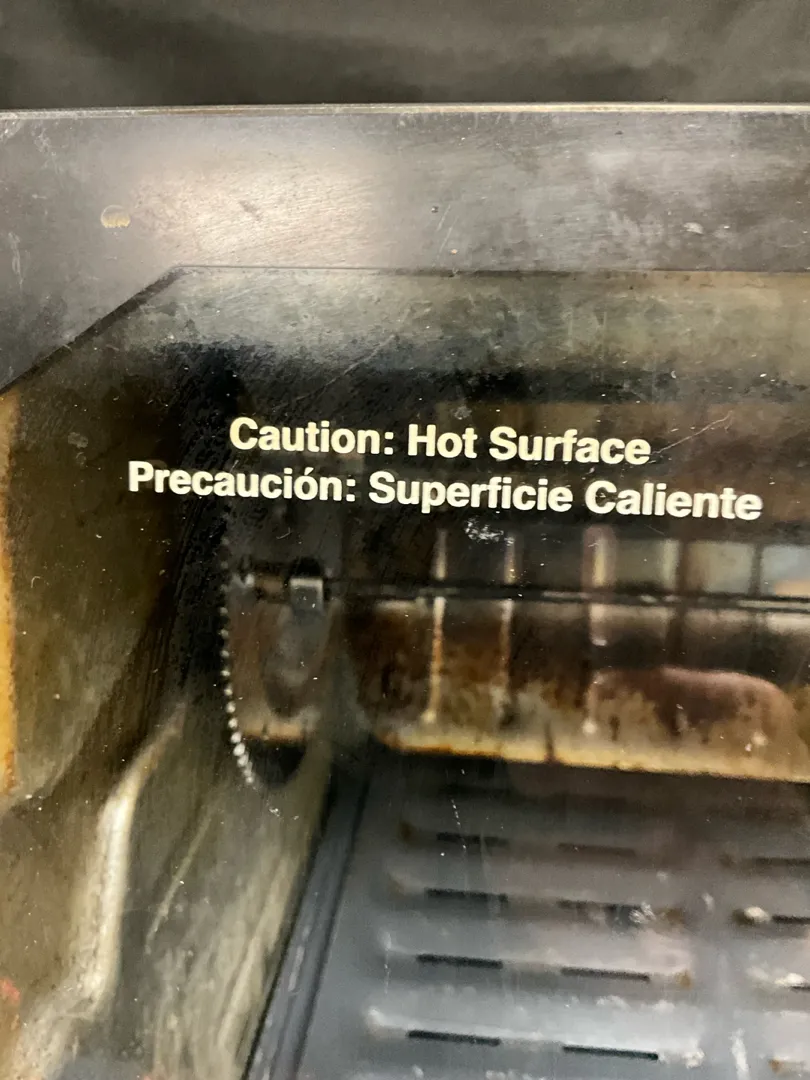 Caution: Hot Surface
Precaución: Superficie Caliente